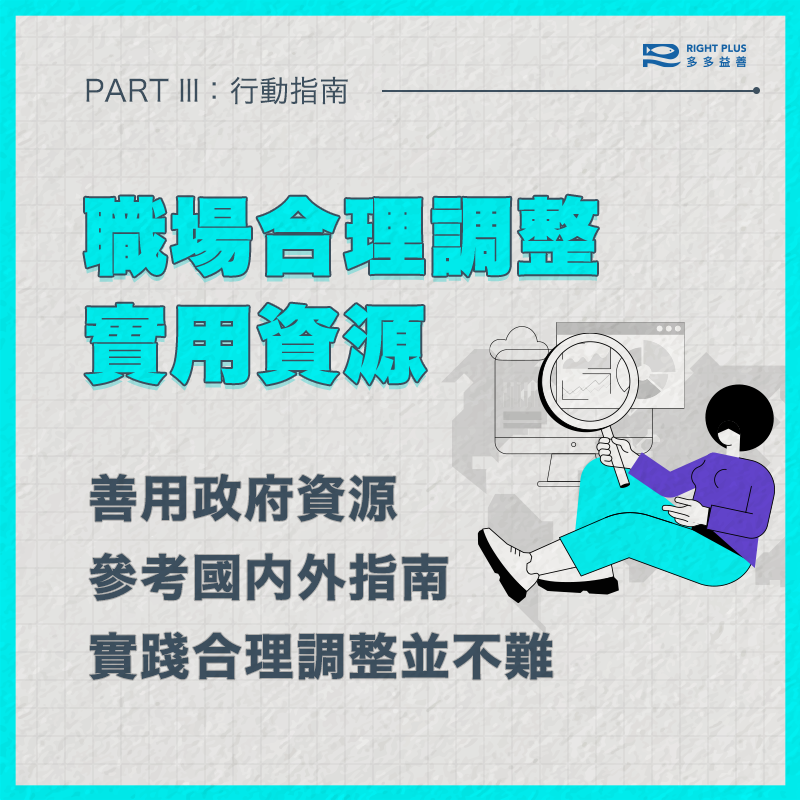 RIGHT PLUS
多多益善
PART III：行動指南
職場合理調整
實用資源
善用政府資源
參考國內外指南
實踐合理調整並不難